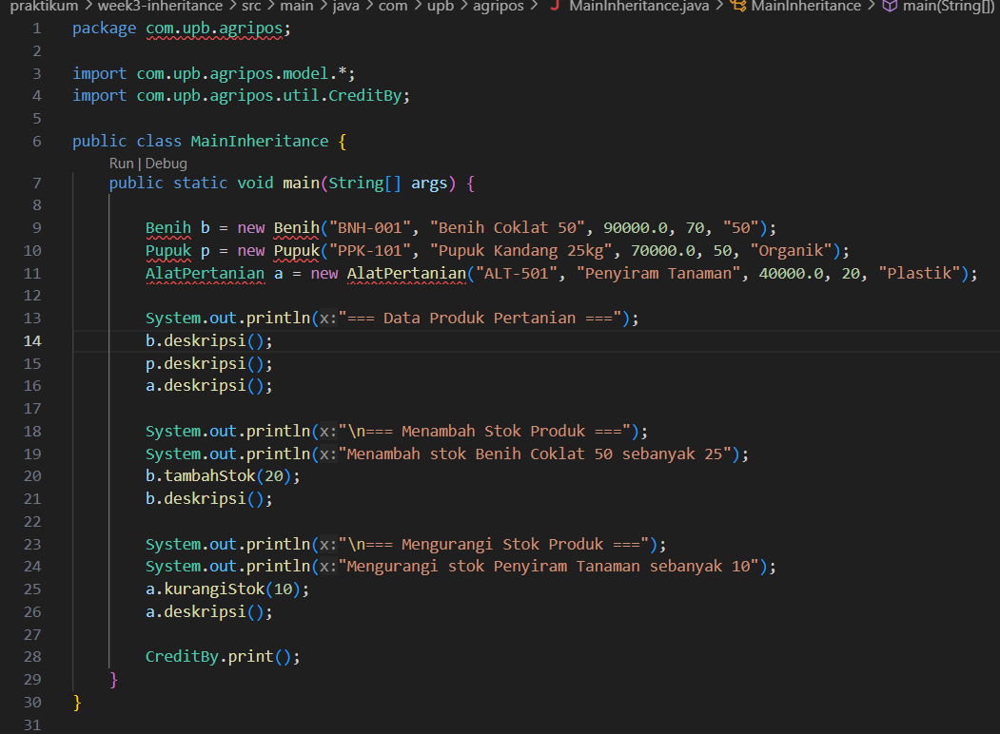 praktikum > week3-inheritance > src > main > java > com > upb > agripos > J MainInheritance.java > MainInheritance > main(String[])
1 package com.upb.agripos;
2
3 import com.upb.agripos.model.*;
4 import com.upb.agripos.util.CreditBy;
5
6 public class MainInheritance {
Run | Debug
7 public static void main(String[] args) {
8
9 Benih b = new Benih("BNH-001", "Benih Coklat 50", 90000.0, 70, "50");
10 Pupuk p = new Pupuk("PPK-101", "Pupuk Kandang 25kg", 70000.0, 50, "Organik");
11 AlatPertanian a = new AlatPertanian("ALT-501", "Penyiram Tanaman", 40000.0, 20, "Plastik");
12
13 System.out.println(x:"=== Data Produk Pertanian ===");
14 b.deskripsi();
15 p.deskripsi();
16 a.deskripsi();
17
18 System.out.println(x:"\n=== Menambah Stok Produk ===");
19 System.out.println(x:"Menambah stok Benih Coklat 50 sebanyak 25");
20 b.tambahStok(20);
21 b.deskripsi();
22
23 System.out.println(x:"\n=== Mengurangi Stok Produk ===");
24 System.out.println(x:"Mengurangi stok Penyiram Tanaman sebanyak 10");
25 a.kurangiStok(10);
26 a.deskripsi();
27
28 CreditBy.print();
29 }
30 }
31